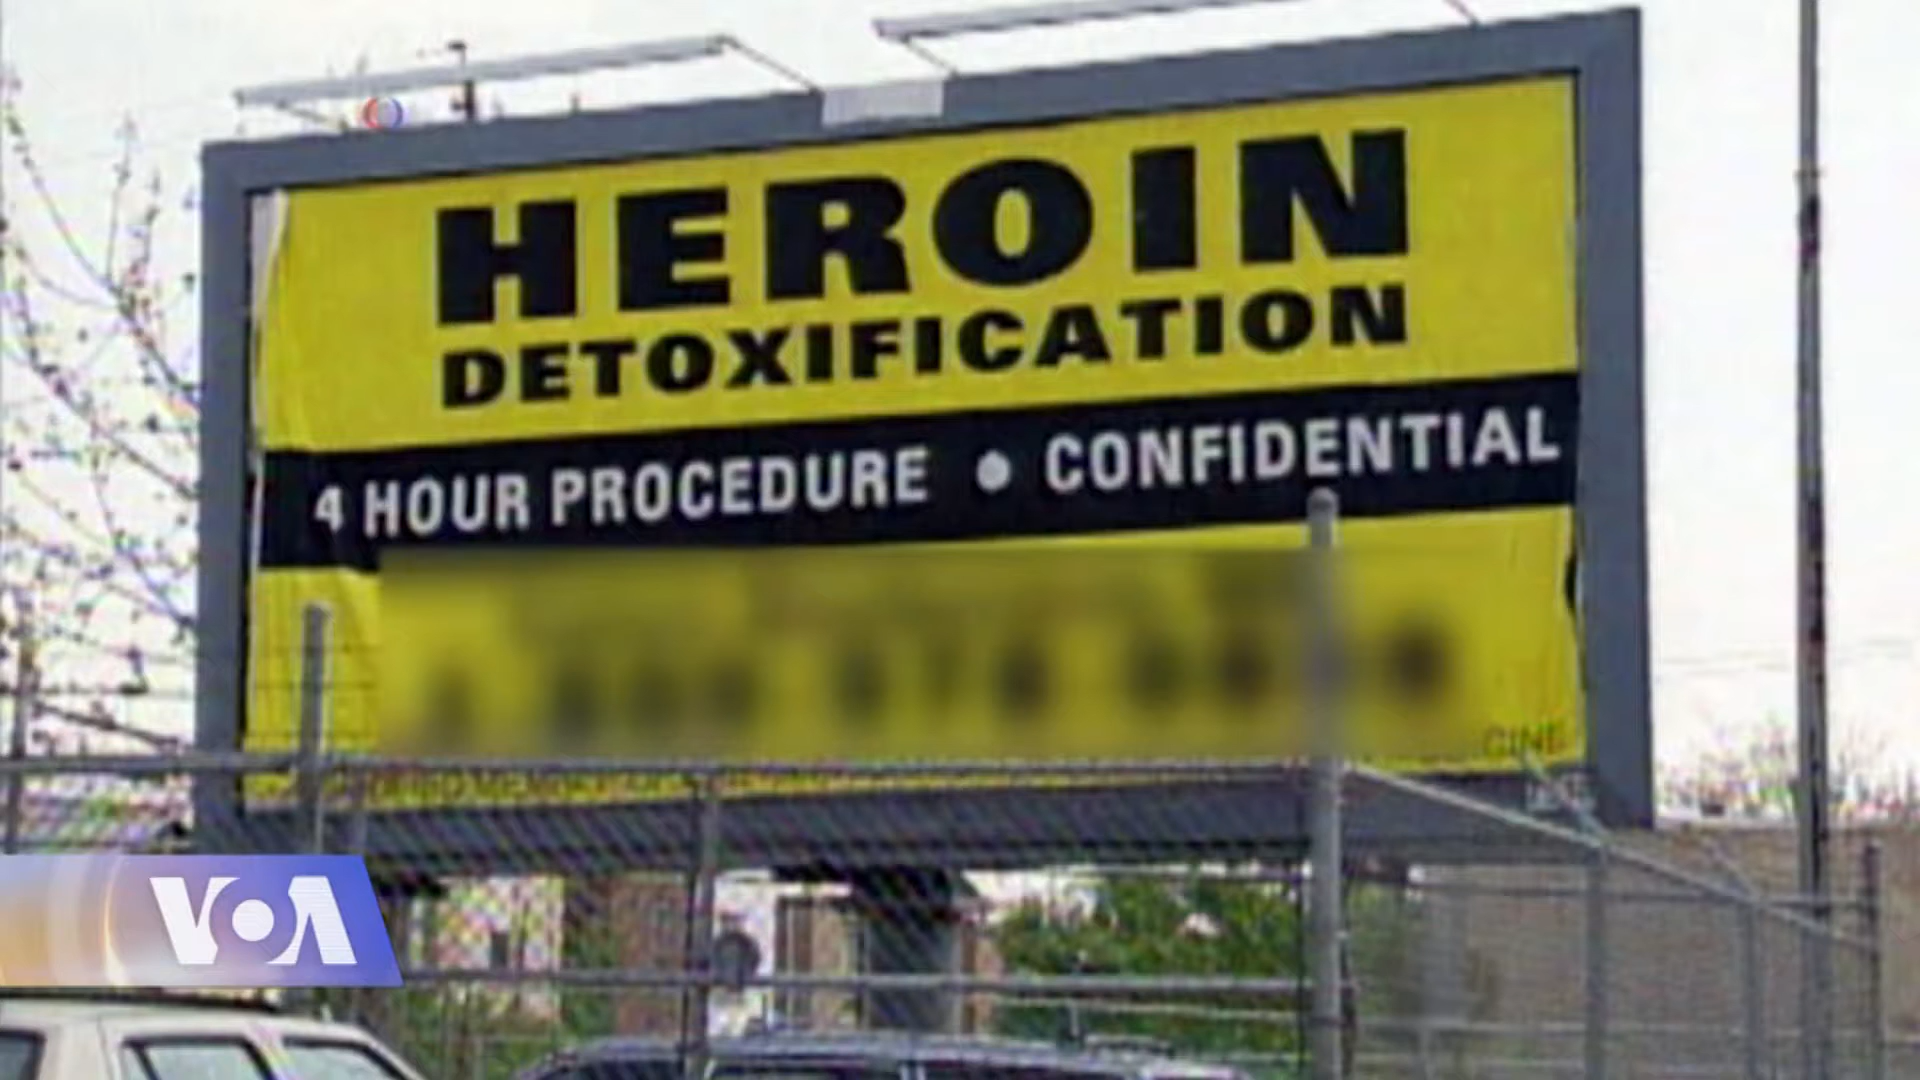 HEROIN
DETOXIFICATION
4 HOUR PROCEDURE • CONFIDENTIAL
VOA